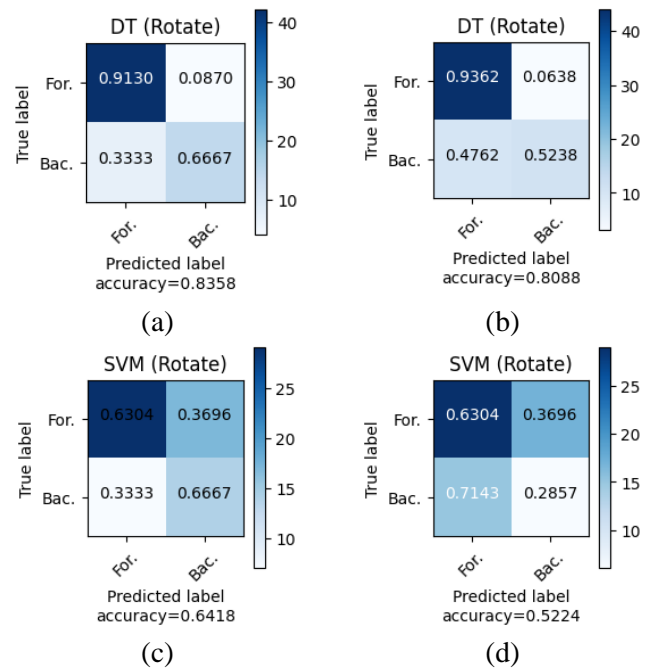 DT (Rotate)
True label
For.
0.9130 0.0870
Bac.
0.3333 0.6667
For. Bac.
Predicted label
accuracy=0.8358
40
30
20
10
(a)
DT (Rotate)
True label
For.
0.9362 0.0638
Bac.
0.4762 0.5238
For. Bac.
Predicted label
accuracy=0.8088
40
30
20
10
(b)
SVM (Rotate)
True label
For.
0.6304 0.3696
Bac.
0.3333 0.6667
For. Bac.
Predicted label
accuracy=0.6418
25
20
15
10
(c)
SVM (Rotate)
True label
For.
0.6304 0.3696
Bac.
0.7143 0.2857
For. Bac.
Predicted label
accuracy=0.5224
25
20
15
10
(d)